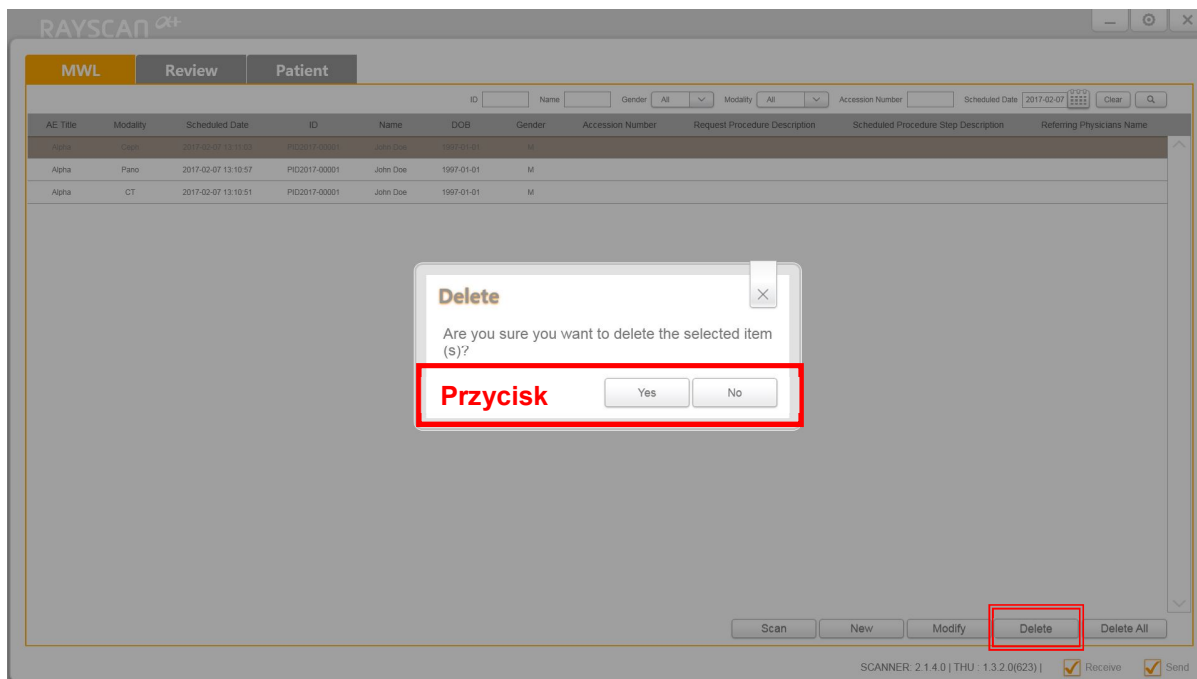 RAYSCAN α+
MWL Review Patient
ID Name Gender All Modality All Accession Number Scheduled Date 2017-02-07 Clear
AE Title Modality Scheduled Date ID Name DOB Gender Accession Number Request Procedure Description Scheduled Procedure Step Description Referring Physicians Name
Alpha Ceph 2017-02-07 13:11:03 PID2017-00001 John Doe 1997-01-01 M
Alpha Pano 2017-02-07 13:10:57 PID2017-00001 John Doe 1997-01-01 M
Alpha CT 2017-02-07 13:10:51 PID2017-00001 John Doe 1997-01-01 M
Delete
Are you sure you want to delete the selected item
(s)?
Przycisk Yes No
Scan New Modify Delete Delete All
SCANNER: 2.1.4.0 | THU : 1.3.2.0(623) | Receive Send